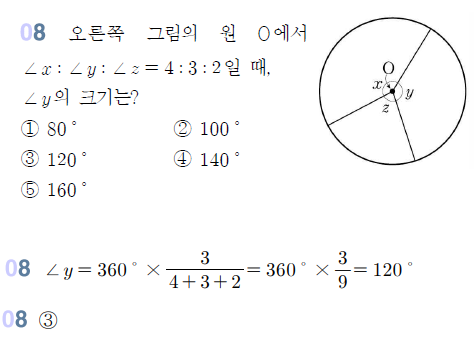 08 오른쪽 그림의 원 O에서
∠x : ∠y : ∠z = 4 : 3 : 2일 때,
∠y의 크기는?
① 80° ② 100°
③ 120° ④ 140°
⑤ 160°
O
x y
z
08 ∠y = 360° × 3/(4+3+2) = 360° × 3/9 = 120°
08 ③